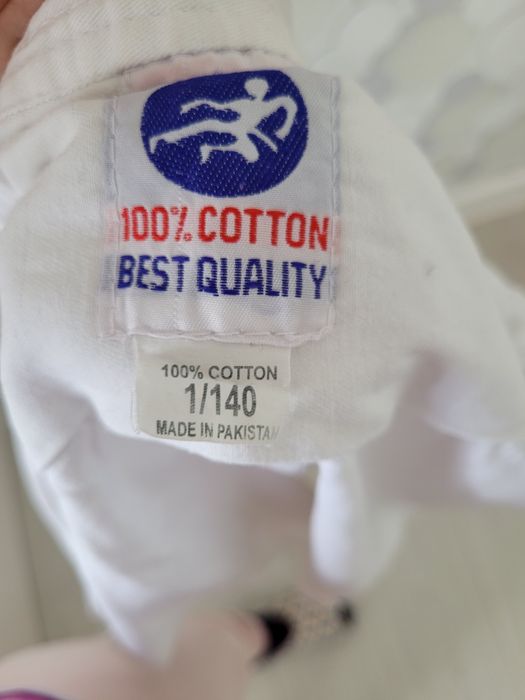 100% COTTON
BEST QUALITY
100% COTTON
1/140
MADE IN PAKISTAN